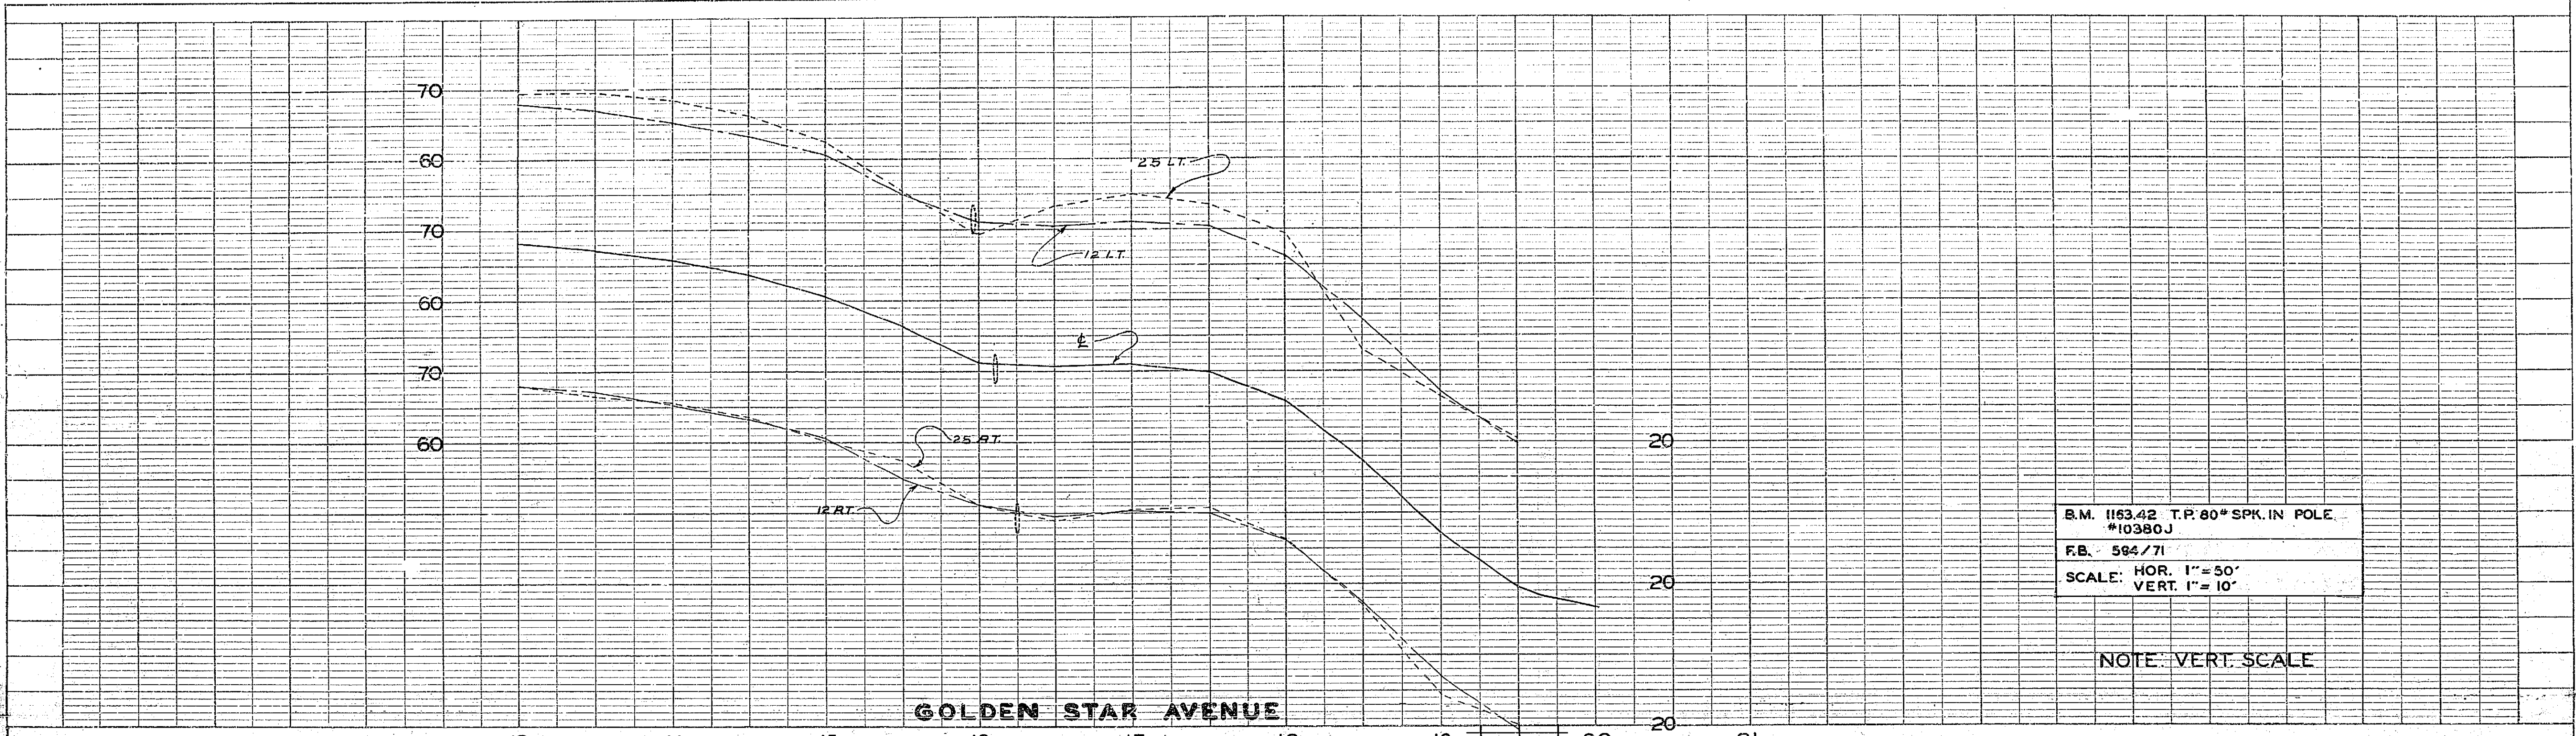 70
60
25 LT.
70
12 LT.
60
℄
70
60
25 RT.
20
12 RT.
B.M. 1163.42 T.P. 80# SPK. IN POLE
#10380J
F.B. 594/71
20
SCALE: HOR. 1"=50'
VERT. 1"=10'
NOTE: VERT. SCALE
GOLDEN STAR AVENUE
20